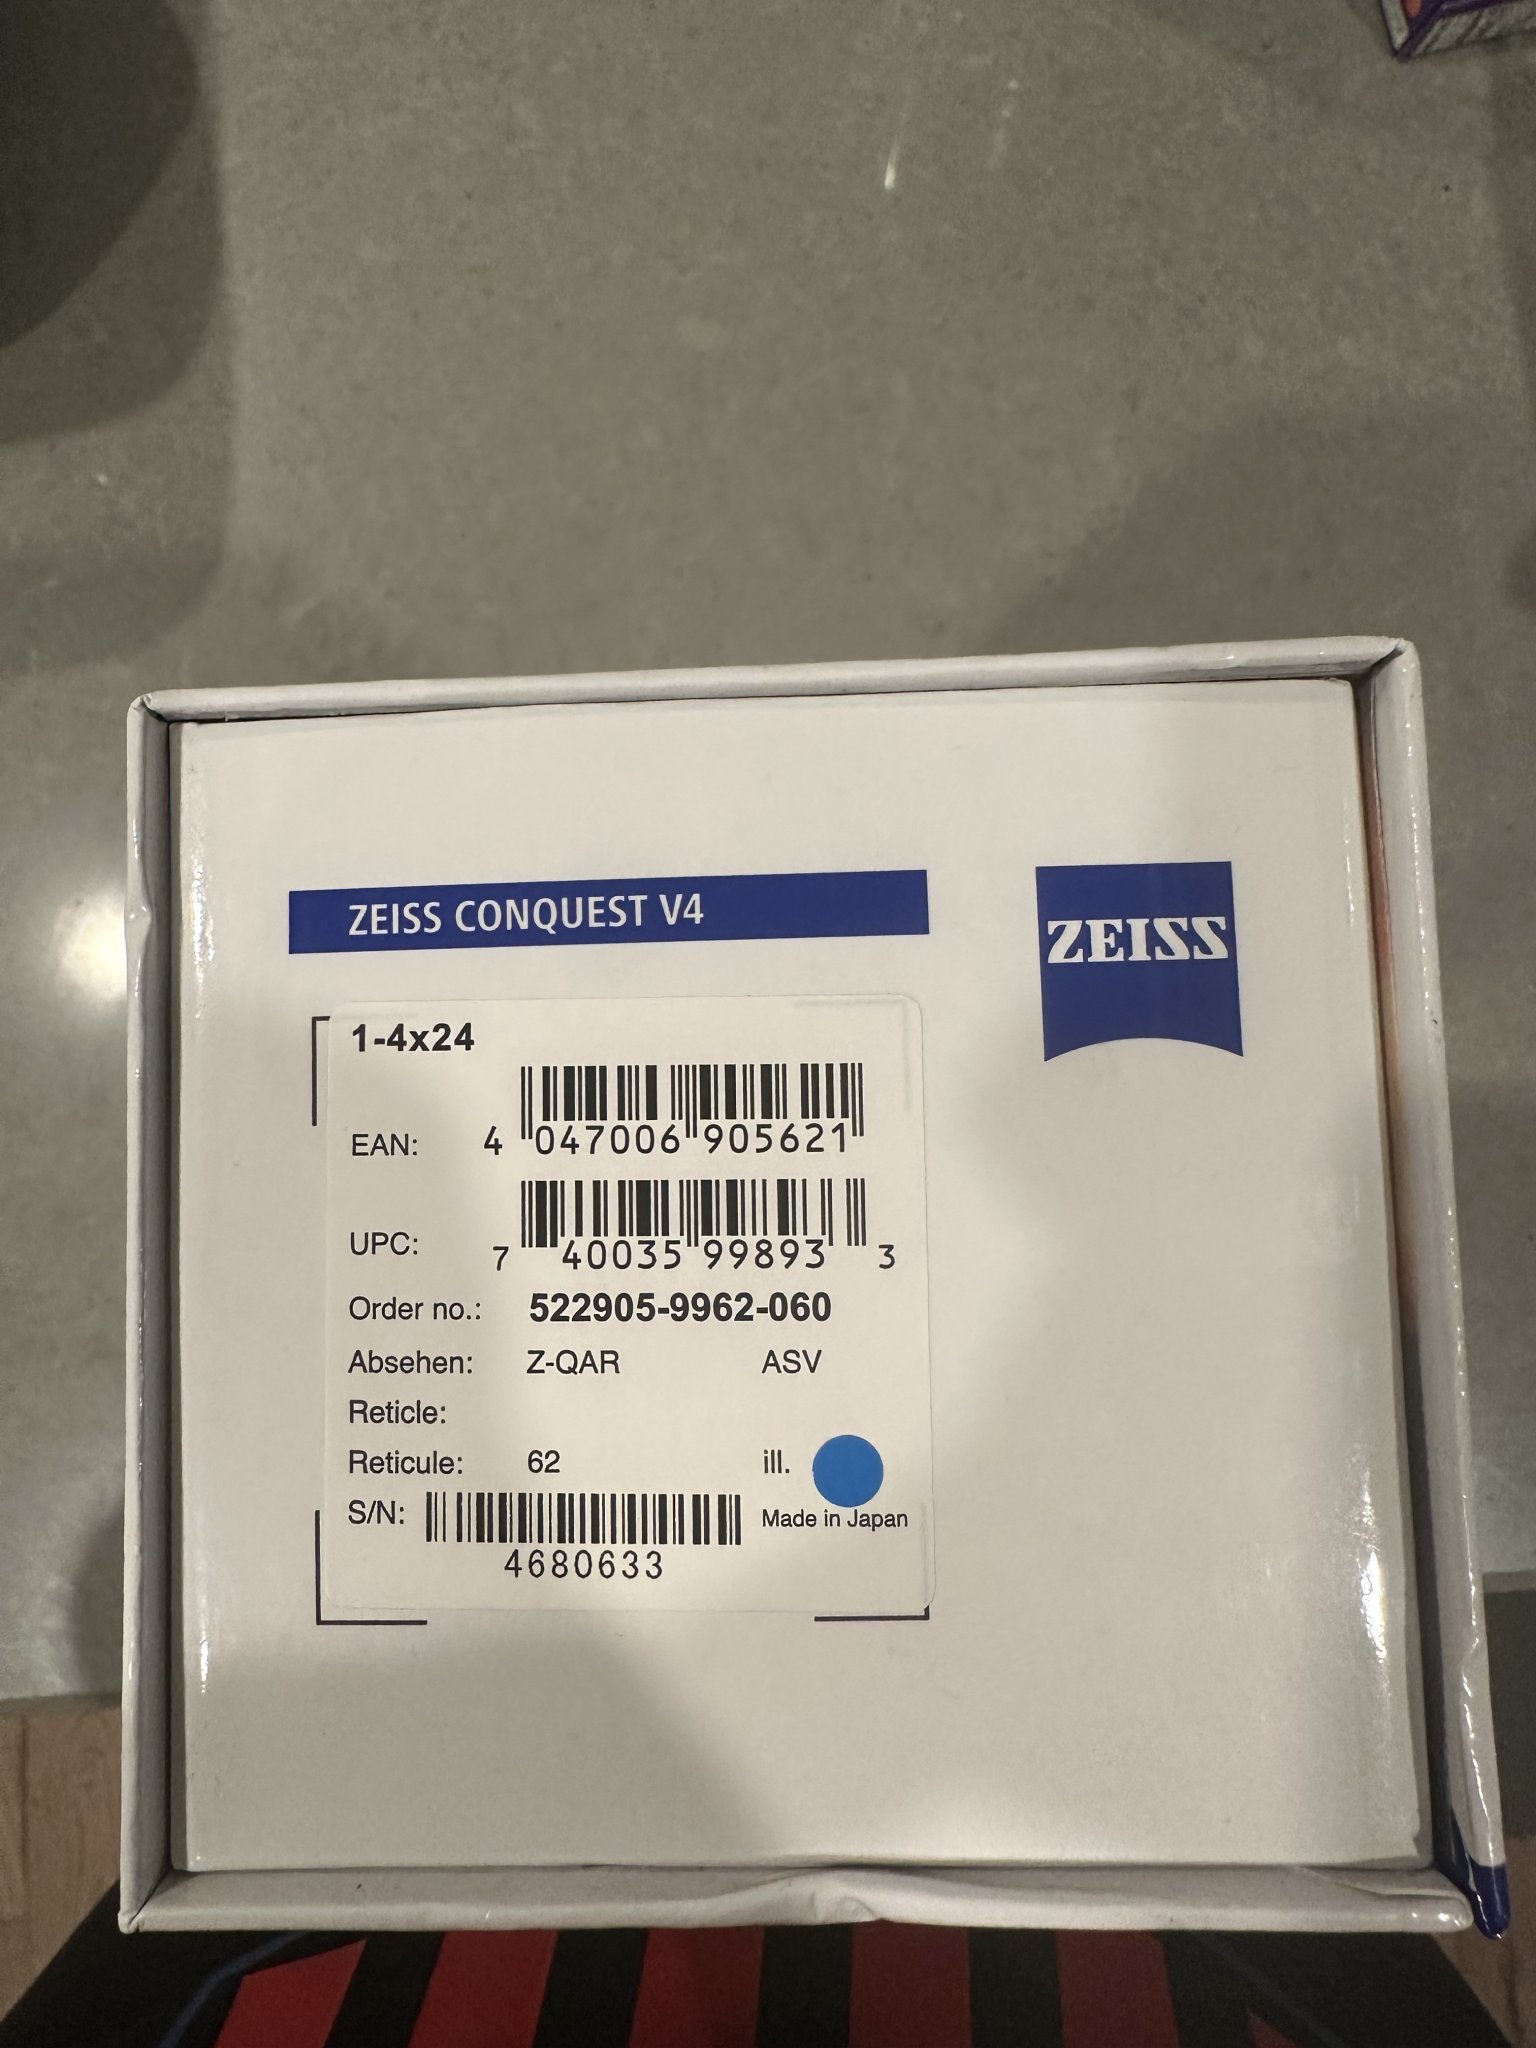 ZEISS CONQUEST V4
ZEISS
1-4x24
EAN: 4 047006 905621
UPC: 7 40035 99893 3
Order no.: 522905-9962-060
Absehen: Z-QAR ASV
Reticle:
Reticule: 62 ill.
S/N: Made in Japan
4680633